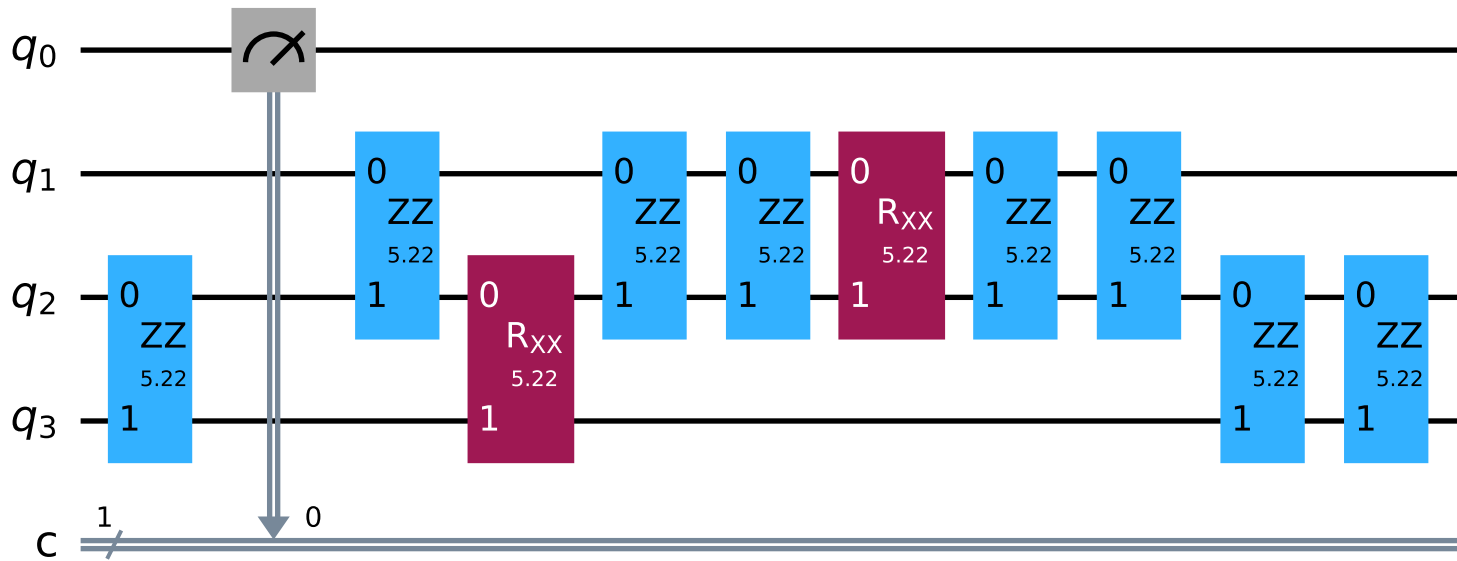 q0
0 0 0 0 0 0
q1
ZZ ZZ ZZ RXX ZZ ZZ
5.22 5.22 5.22 5.22 5.22 5.22
0 1 0 1 1 1 1 1 0 0
q2
ZZ RXX ZZ ZZ
5.22 5.22 5.22 5.22
1 1 1 1
q3
1 0
c